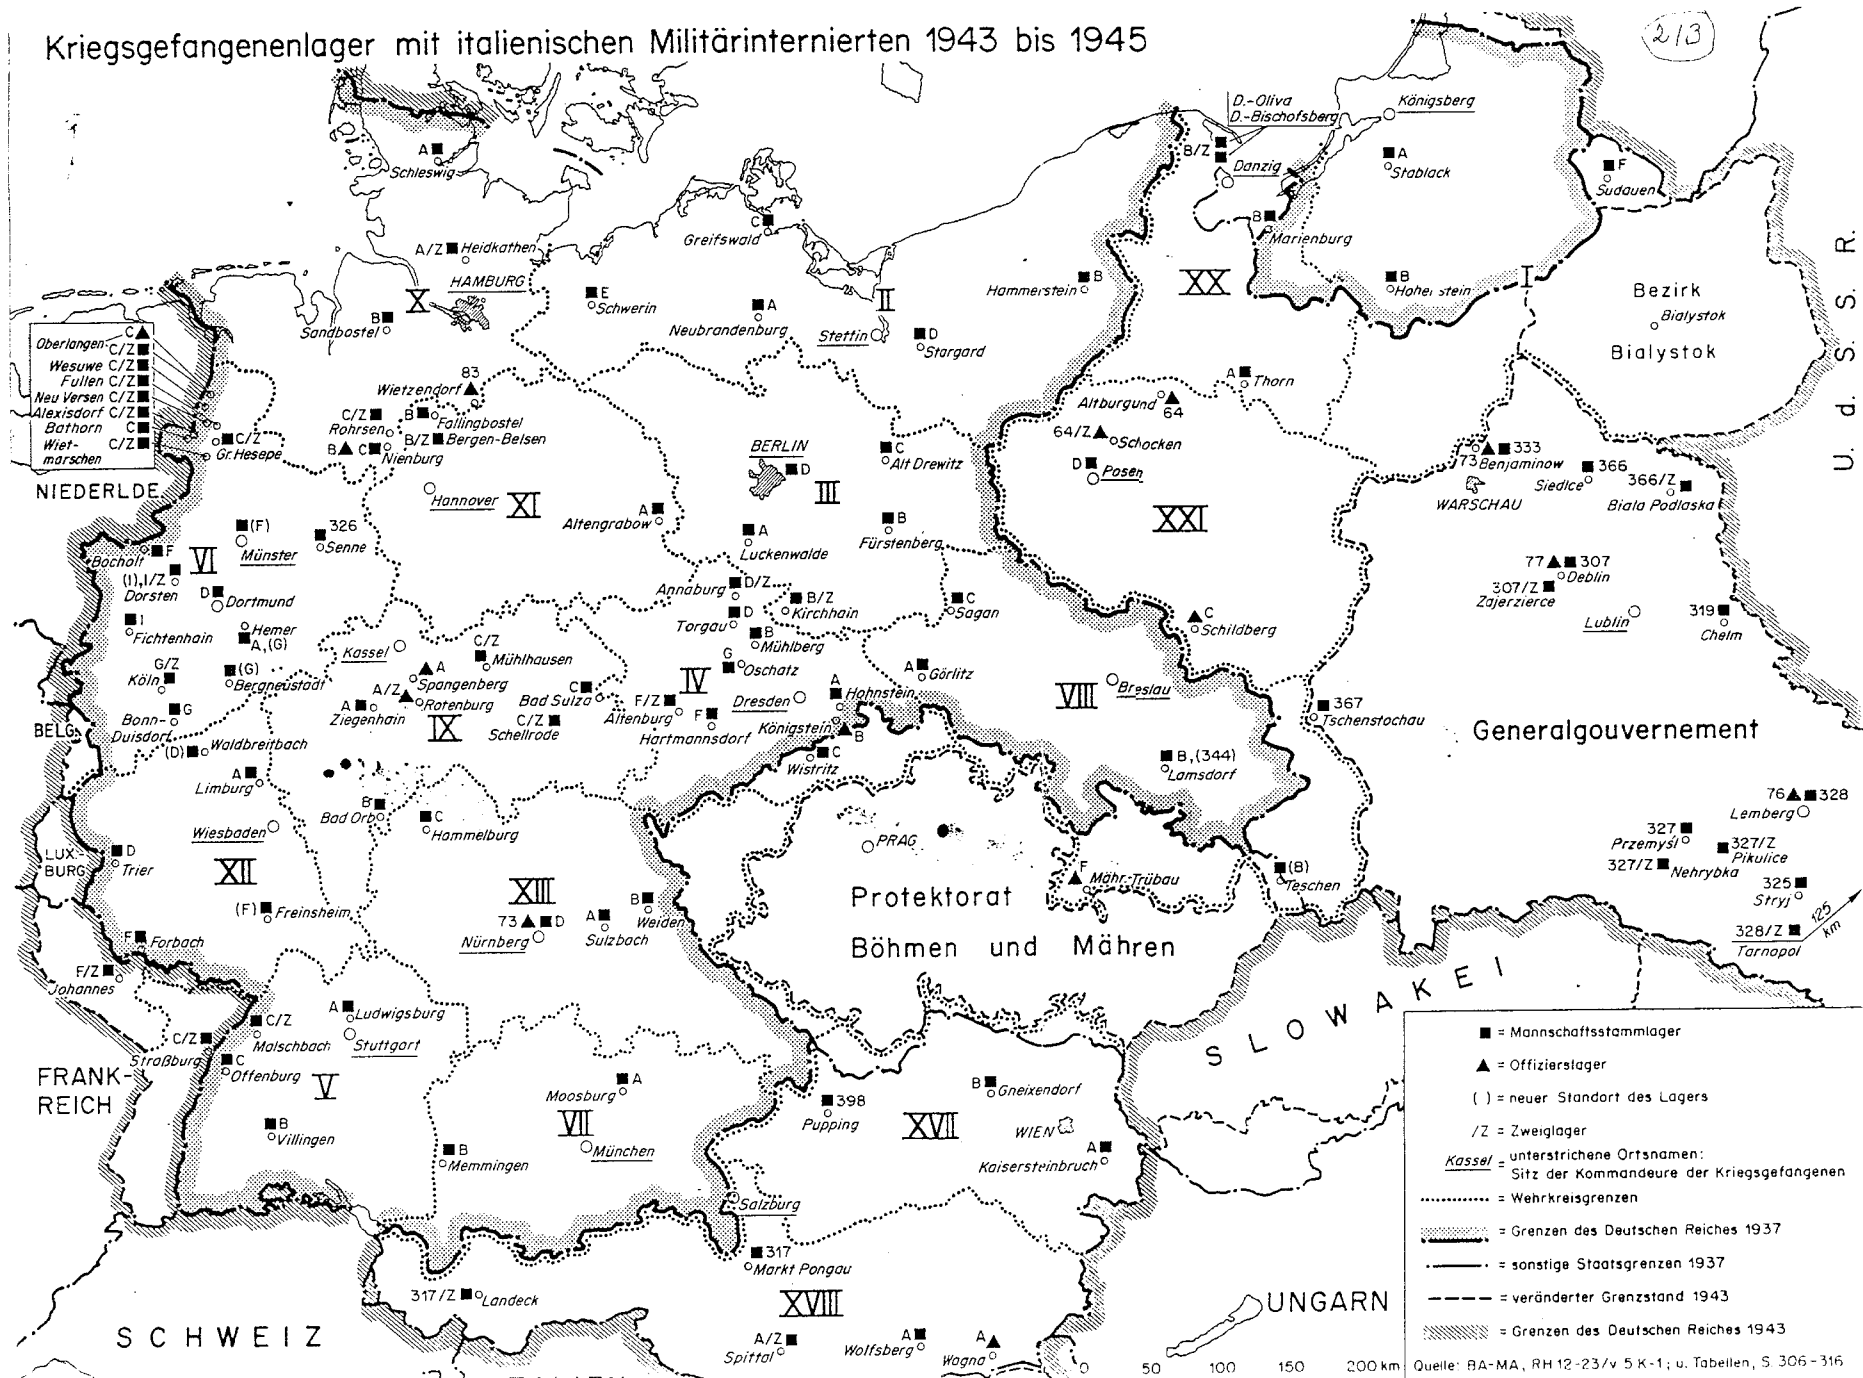 Kriegsgefangenenlager mit italienischen Militärinternierten 1943 bis 1945
213
D.-Oliva
D.-Bischofsberg
B/Z
Danzig
Königsberg
A
Stablack
F
Sudauen
A
Schleswig
C
Greifswald
B
Marienburg
A/Z Heidkathen
HAMBURG
X
B
Sandbostel
E
Schwerin
A
Neubrandenburg
II
Stettin
D
Stargard
B
Hammerstein
XX
B
Hohenstein
I
Bezirk
Bialystok
Bialystok
U. d. S. S. R.
C
Oberlangen
C/Z
Wesuwe C/Z
Fullen C/Z
Neu Versen C/Z
Alexisdorf C/Z
Bathorn C
Wiet-
marschen C/Z
C/Z
Gr. Hesepe
NIEDERLDE.
83
Wietzendorf
C/Z
Rohrsen
B
Fallingbostel
B/Z Bergen-Belsen
B C
Nienburg
Hannover
XI
A
Altengrabow
BERLIN
D
III
C
Alt Drewitz
B
Fürstenberg
A
Luckenwalde
A
Thorn
Altburgund
64
64/Z
Schocken
D
Posen
XXI
73 333
Benjaminow
WARSCHAU
366
Siedlce
366/Z
Biala Podlaska
77 307
Deblin
307/Z
Zajerzierce
Lublin
319
Chelm
(F)
Münster
326
Senne
Bocholt F
VI
(I),I/Z
Dorsten
D
Dortmund
I
Fichtenhain
Hemer
A,(G)
G/Z
Köln
(G)
Bergneustadt
G
Bonn-
Duisdorf
(D) Waldbreitbach
BELG.
Kassel
A
Spangenberg
A/Z
Rotenburg
A
Ziegenhain
IX
C/Z
Mühlhausen
C
Bad Sulza
C/Z
Schellrode
Annaburg D/Z
D
Torgau
B/Z
Kirchhain
B
Mühlberg
G
Oschatz
IV
F/Z
Altenburg
F
Hartmannsdorf
Dresden
A
Hohnstein
Königstein
B
C
Wistritz
C
Sagan
A
Görlitz
C
Schildberg
VIII
Breslau
B,(344)
Lamsdorf
367
Tschenstochau
Generalgouvernement
76 328
Lemberg
327
Przemyśl
327/Z
Pikulice
327/Z Nehrybka
325
Stryj
328/Z
Tarnopol
125
km
A
Limburg
Wiesbaden
B
Bad Orb
C
Hammelburg
LUX.-
BURG
D
Trier
XII
(F)
Freinsheim
F
Forbach
F/Z
Johannes
XIII
73 D
Nürnberg
A
Sulzbach
B
Weiden
PRAG
Protektorat
Böhmen und Mähren
F
Mähr.-Trübau
(B)
Teschen
SLOWAKEI
A
Ludwigsburg
Stuttgart
C/Z
Malschbach
C/Z
Straßburg
C
Offenburg
V
B
Villingen
FRANK-
REICH
A
Moosburg
VII
München
B
Memmingen
398
Pupping
B
Gneixendorf
XVII
WIEN
A
Kaisersteinbruch
Salzburg
317
Markt Pongau
317/Z Landeck
XVIII
A/Z
Spittal
A
Wolfsberg
A
Wagna
SCHWEIZ
UNGARN
= Mannschaftsstammlager
= Offizierslager
( ) = neuer Standort des Lagers
/Z = Zweiglager
Kassel = unterstrichene Ortsnamen:
Sitz der Kommandeure der Kriegsgefangenen
= Wehrkreisgrenzen
= Grenzen des Deutschen Reiches 1937
= sonstige Staatsgrenzen 1937
= veränderter Grenzstand 1943
= Grenzen des Deutschen Reiches 1943
0 50 100 150 200 km
Quelle: BA-MA, RH 12-23/v 5 K-1; u. Tabellen, S. 306-316